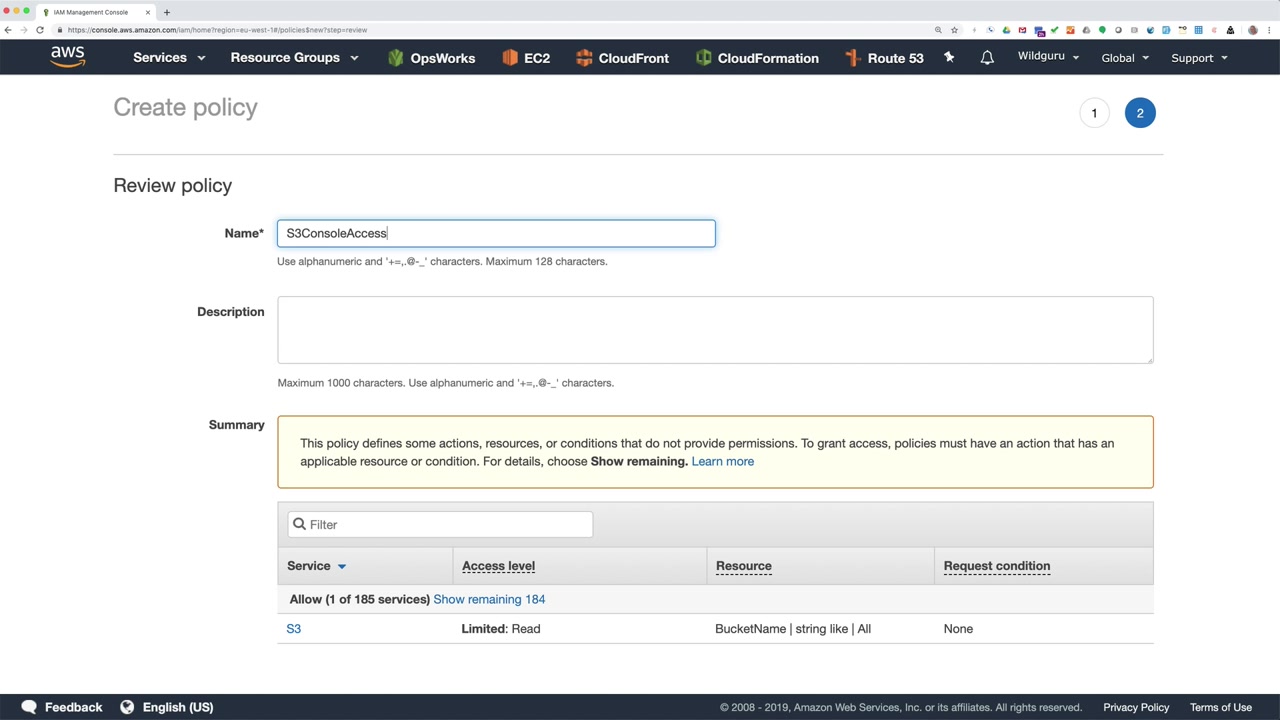 IAM Management Console
https://console.aws.amazon.com/iam/home?region=eu-west-1#/policies$new?step=review
aws Services Resource Groups OpsWorks EC2 CloudFront CloudFormation Route 53 Wildguru Global Support
Create policy
1 2
Review policy
Name* S3ConsoleAccess
Use alphanumeric and '+=,.@-_' characters. Maximum 128 characters.
Description
Maximum 1000 characters. Use alphanumeric and '+=,.@-_' characters.
Summary
This policy defines some actions, resources, or conditions that do not provide permissions. To grant access, policies must have an action that has an
applicable resource or condition. For details, choose Show remaining. Learn more
Filter
Service Access level Resource Request condition
Allow (1 of 185 services) Show remaining 184
S3 Limited: Read BucketName | string like | All None
Feedback English (US) © 2008 - 2019, Amazon Web Services, Inc. or its affiliates. All rights reserved. Privacy Policy Terms of Use